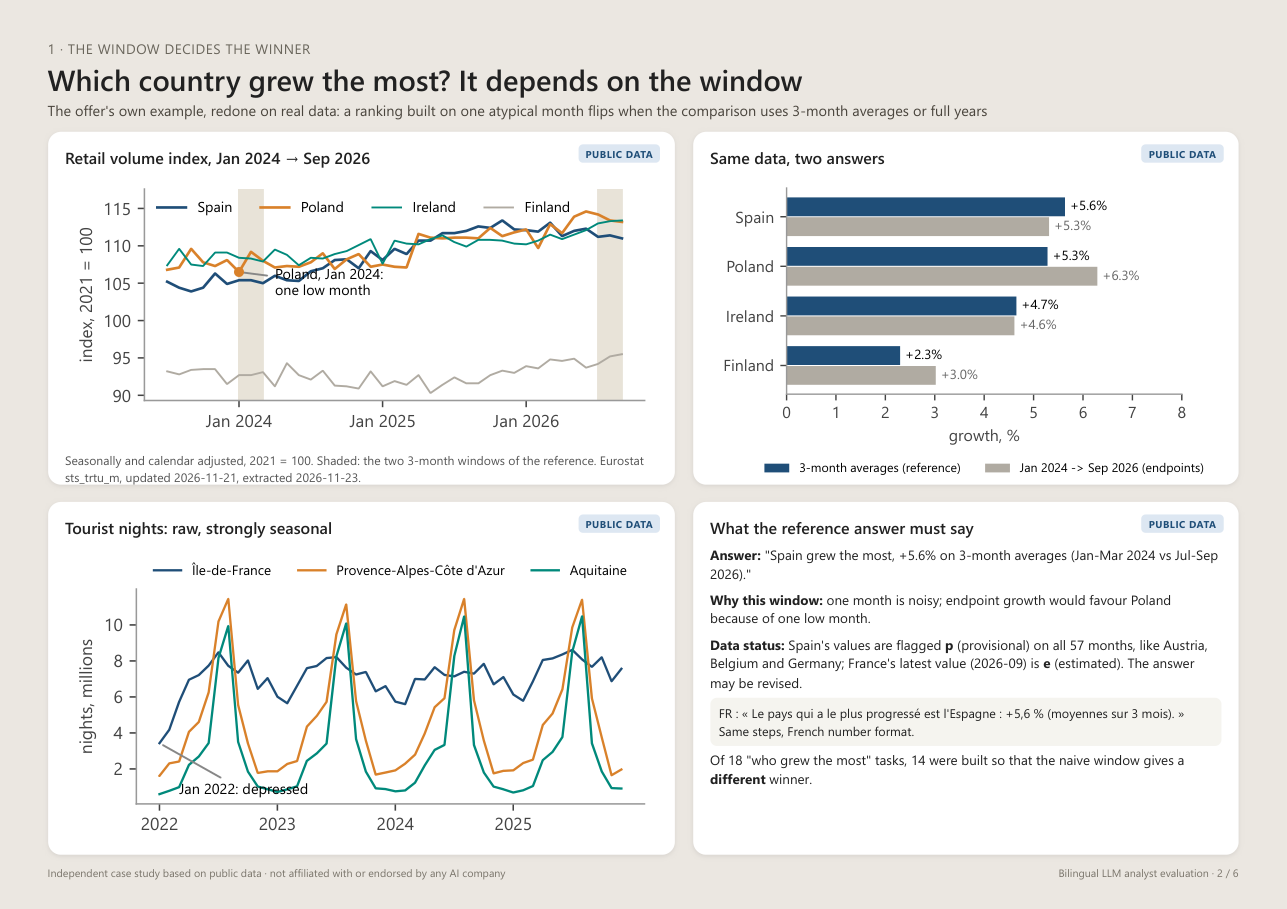 1 · THE WINDOW DECIDES THE WINNER
Which country grew the most? It depends on the window
The offer's own example, redone on real data: a ranking built on one atypical month flips when the comparison uses 3-month averages or full years
Retail volume index, Jan 2024 → Sep 2026
PUBLIC DATA
Spain
Poland
Ireland
Finland
115
110
105
100
95
90
index, 2021 = 100
Poland, Jan 2024:
one low month
Jan 2024
Jan 2025
Jan 2026
Seasonally and calendar adjusted, 2021 = 100. Shaded: the two 3-month windows of the reference. Eurostat
sts_trtu_m, updated 2026-11-21, extracted 2026-11-23.
Same data, two answers
PUBLIC DATA
Spain
+5.6%
+5.3%
Poland
+5.3%
+6.3%
Ireland
+4.7%
+4.6%
Finland
+2.3%
+3.0%
0 1 2 3 4 5 6 7 8
growth, %
3-month averages (reference)
Jan 2024 -> Sep 2026 (endpoints)
Tourist nights: raw, strongly seasonal
PUBLIC DATA
Île-de-France
Provence-Alpes-Côte d'Azur
Aquitaine
10
8
6
4
2
nights, millions
Jan 2022: depressed
2022
2023
2024
2025
What the reference answer must say
PUBLIC DATA
Answer: "Spain grew the most, +5.6% on 3-month averages (Jan-Mar 2024 vs Jul-Sep
2026)."
Why this window: one month is noisy; endpoint growth would favour Poland
because of one low month.
Data status: Spain's values are flagged p (provisional) on all 57 months, like Austria,
Belgium and Germany; France's latest value (2026-09) is e (estimated). The answer
may be revised.
FR : « Le pays qui a le plus progressé est l'Espagne : +5,6 % (moyennes sur 3 mois). »
Same steps, French number format.
Of 18 "who grew the most" tasks, 14 were built so that the naive window gives a
different winner.
Independent case study based on public data · not affiliated with or endorsed by any AI company
Bilingual LLM analyst evaluation · 2 / 6